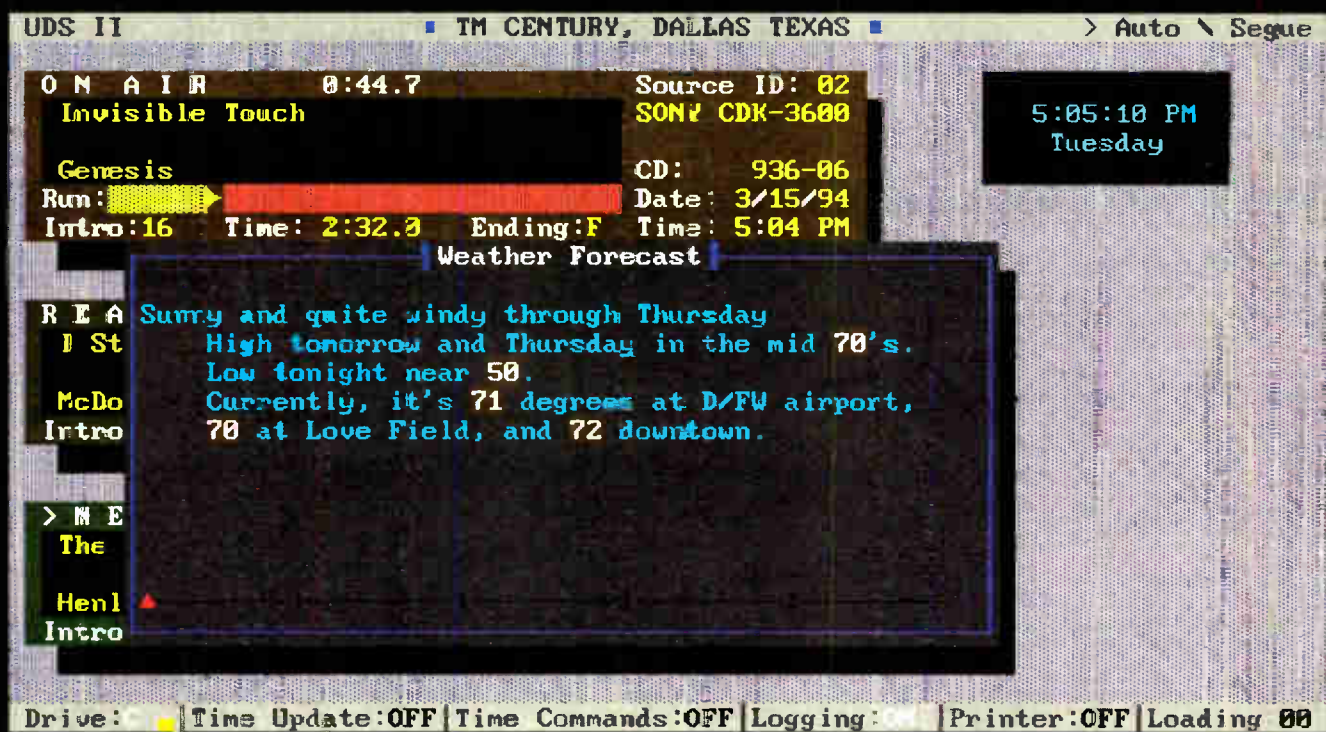 UDS II ▪ TM CENTURY, DALLAS TEXAS ▪ > Auto \ Segue
O N A I R 0:44.7 Source ID: 02
Invisible Touch SONY CDK-3600
5:05:10 PM
Tuesday
Genesis CD: 936-06
Run: Date: 3/15/94
Intro:16 Time: 2:32.0 Ending:F Time: 5:04 PM
Weather Forecast
R E A
Sunny and quite windy through Thursday
High tomorrow and Thursday in the mid 70's.
Low tonight near 50.
Currently, it's 71 degrees at D/FW airport,
70 at Love Field, and 72 downtown.
I St
McDo
Intro
> N E
The
Henl
Intro
Drive: Time Update:OFF Time Commands:OFF Logging: Printer:OFF Loading 00